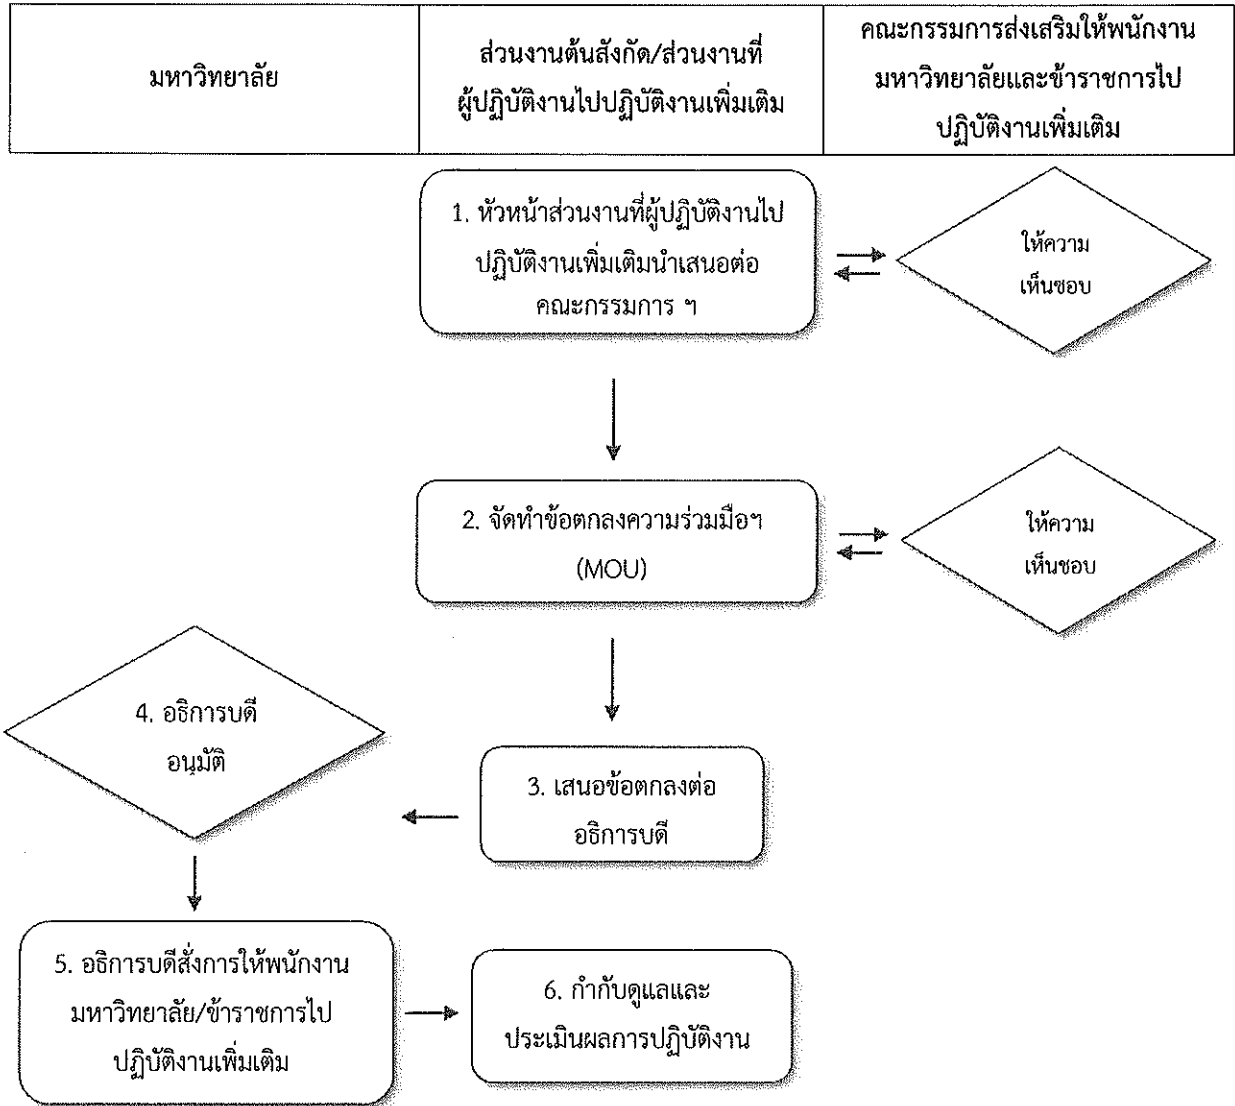 มหาวิทยาลัย
ส่วนงานต้นสังกัด/ส่วนงานที่
ผู้ปฏิบัติงานไปปฏิบัติงานเพิ่มเติม
คณะกรรมการส่งเสริมให้พนักงาน
มหาวิทยาลัยและข้าราชการไป
ปฏิบัติงานเพิ่มเติม
1. หัวหน้าส่วนงานที่ผู้ปฏิบัติงานไป
ปฏิบัติงานเพิ่มเติมนำเสนอต่อ
คณะกรรมการ ฯ
ให้ความ
เห็นชอบ
2. จัดทำข้อตกลงความร่วมมือฯ
(MOU)
ให้ความ
เห็นชอบ
3. เสนอข้อตกลงต่อ
อธิการบดี
4. อธิการบดี
อนุมัติ
5. อธิการบดีสั่งการให้พนักงาน
มหาวิทยาลัย/ข้าราชการไป
ปฏิบัติงานเพิ่มเติม
6. กำกับดูแลและ
ประเมินผลการปฏิบัติงาน